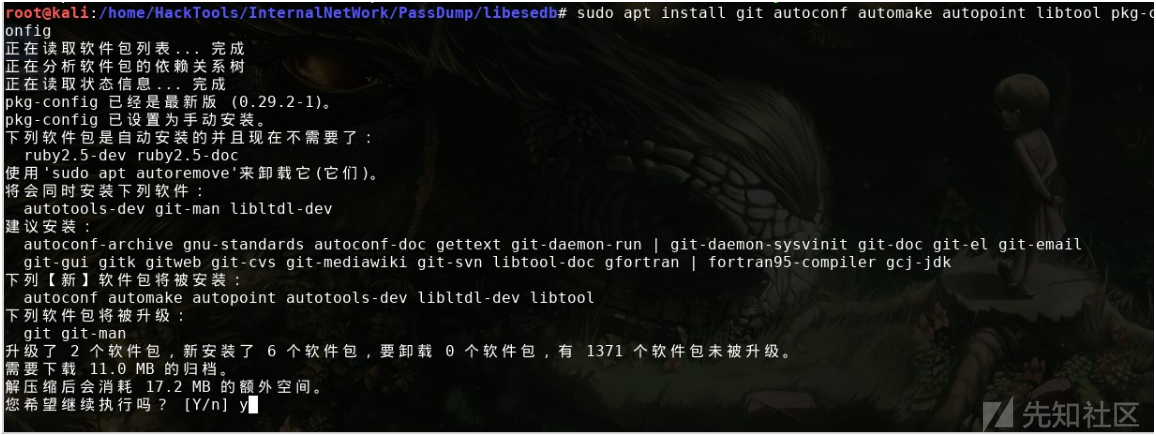 root@kali:/home/HackTools/InternalNetWork/PassDump/libesedb# sudo apt install git autoconf automake autopoint libtool pkg-c
onfig
正在读取软件包列表... 完成
正在分析软件包的依赖关系树
正在读取状态信息... 完成
pkg-config 已经是最新版 (0.29.2-1)。
pkg-config 已设置为手动安装。
下列软件包是自动安装的并且现在不需要了：
  ruby2.5-dev ruby2.5-doc
使用'sudo apt autoremove'来卸载它(它们)。
将会同时安装下列软件：
  autotools-dev git-man libltdl-dev
建议安装：
  autoconf-archive gnu-standards autoconf-doc gettext git-daemon-run | git-daemon-sysvinit git-doc git-el git-email
  git-gui gitk gitweb git-cvs git-mediawiki git-svn libtool-doc gfortran | fortran95-compiler gcj-jdk
下列【新】软件包将被安装：
  autoconf automake autopoint autotools-dev libltdl-dev libtool
下列软件包将被升级：
  git git-man
升级了 2 个软件包，新安装了 6 个软件包，要卸载 0 个软件包，有 1371 个软件包未被升级。
需要下载 11.0 MB 的归档。
解压缩后会消耗 17.2 MB 的额外空间。
您希望继续执行吗？ [Y/n] y
先知社区